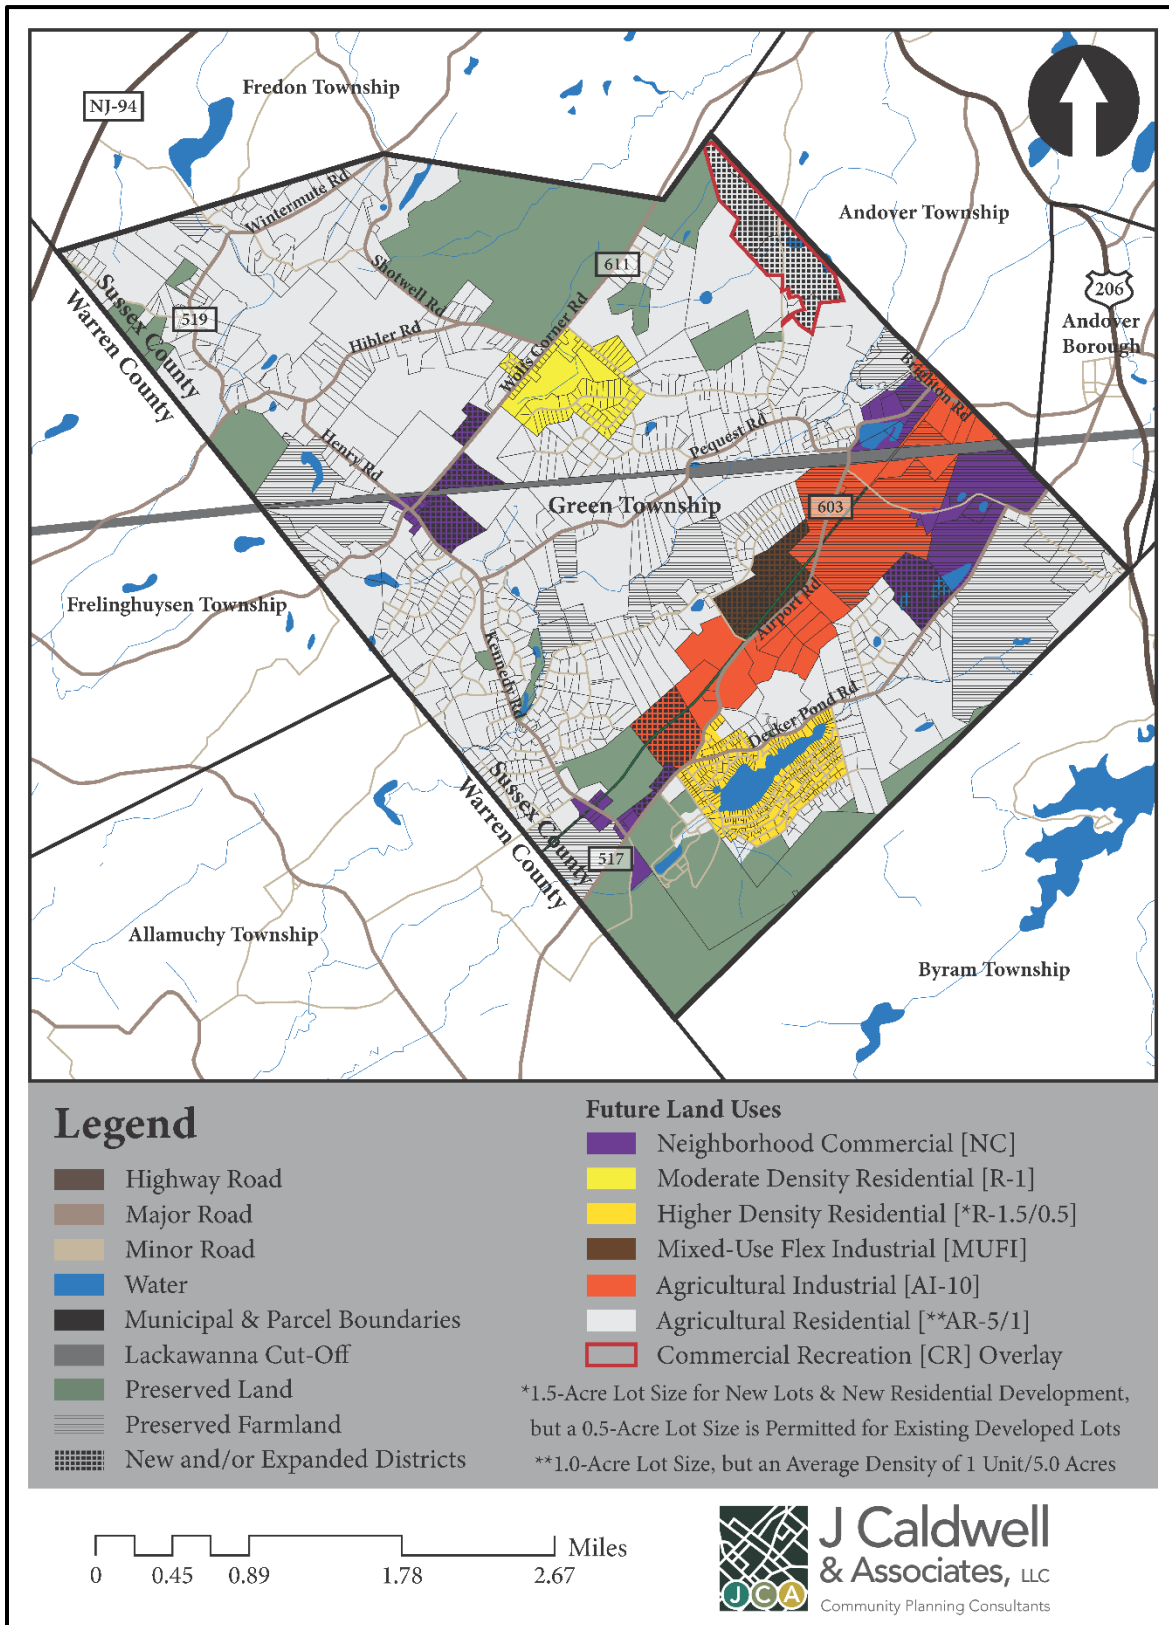 Fredon Township
NJ-94
Andover Township
Wintermute Rd
611
206
Sussex County
Warren County
Shotwell Rd
519
Andover
Borough
Hibler Rd
Wolfs Corner Rd
Brighton Rd
Henry Rd
Pequest Rd
Green Township
603
Frelinghuysen Township
Airport Rd
Kennedy Rd
Decker Pond Rd
Sussex County
Warren County
517
Allamuchy Township
Byram Township
Legend
Highway Road
Major Road
Minor Road
Water
Municipal & Parcel Boundaries
Lackawanna Cut-Off
Preserved Land
Preserved Farmland
New and/or Expanded Districts
Future Land Uses
Neighborhood Commercial [NC]
Moderate Density Residential [R-1]
Higher Density Residential [*R-1.5/0.5]
Mixed-Use Flex Industrial [MUFI]
Agricultural Industrial [AI-10]
Agricultural Residential [**AR-5/1]
Commercial Recreation [CR] Overlay
*1.5-Acre Lot Size for New Lots & New Residential Development,
but a 0.5-Acre Lot Size is Permitted for Existing Developed Lots
**1.0-Acre Lot Size, but an Average Density of 1 Unit/5.0 Acres
Miles
0 0.45 0.89 1.78 2.67
J Caldwell
& Associates, LLC
JCA
Community Planning Consultants